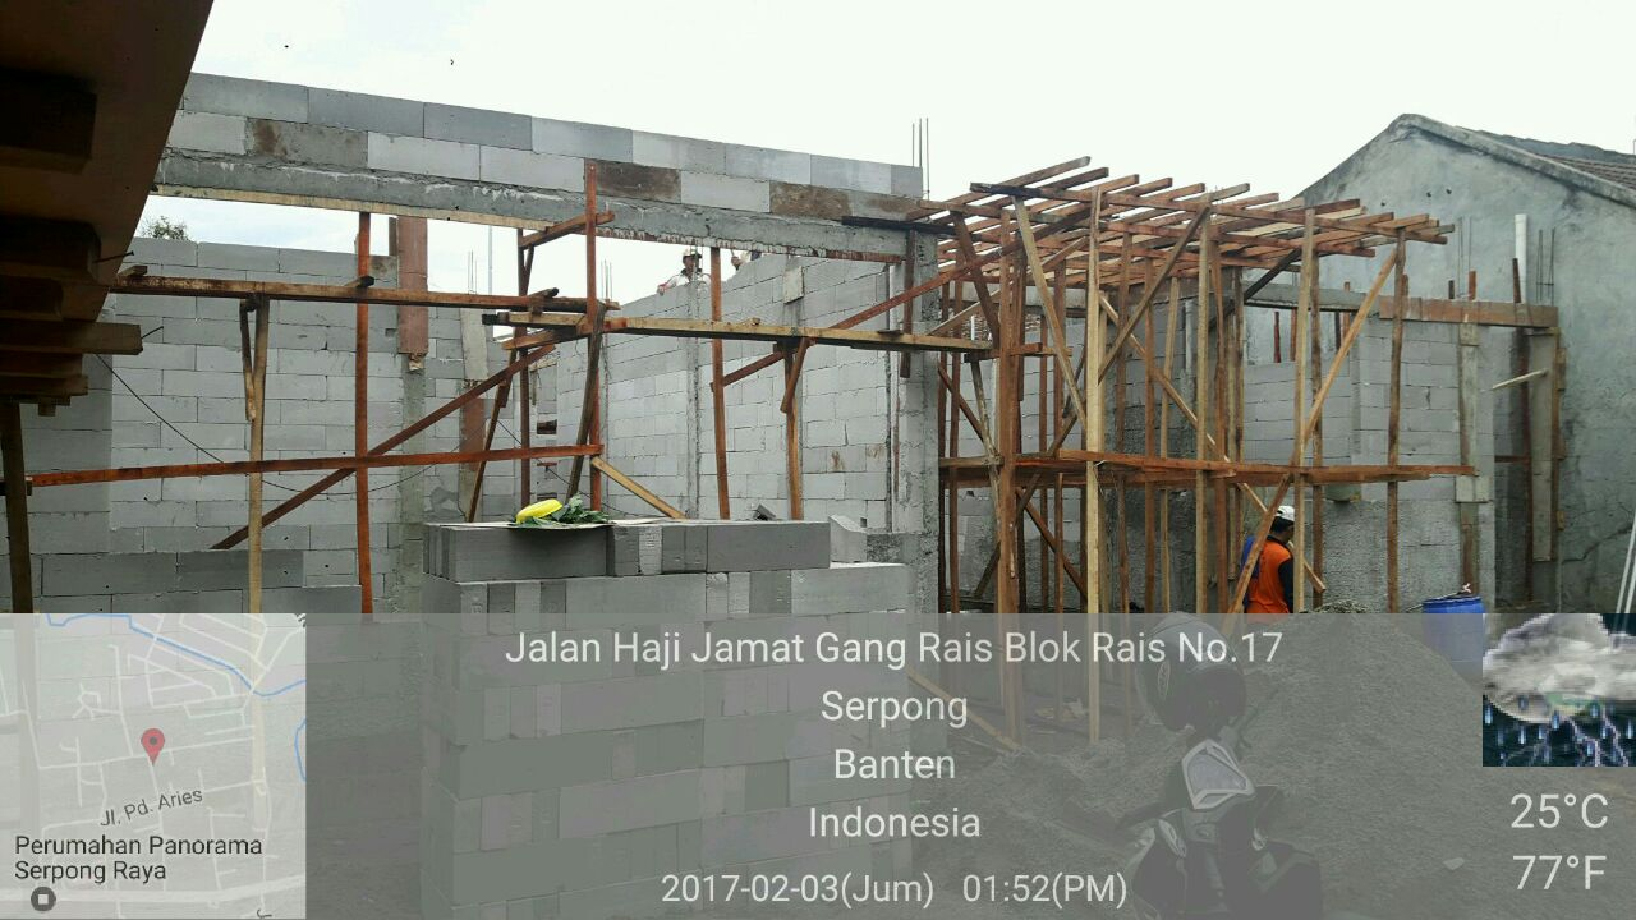 Jalan Haji Jamat Gang Rais Blok Rais No.17
Serpong
Banten
Indonesia
2017-02-03(Jum) 01:52(PM)
Jl. Pd. Aries
Perumahan Panorama
Serpong Raya
25°C
77°F